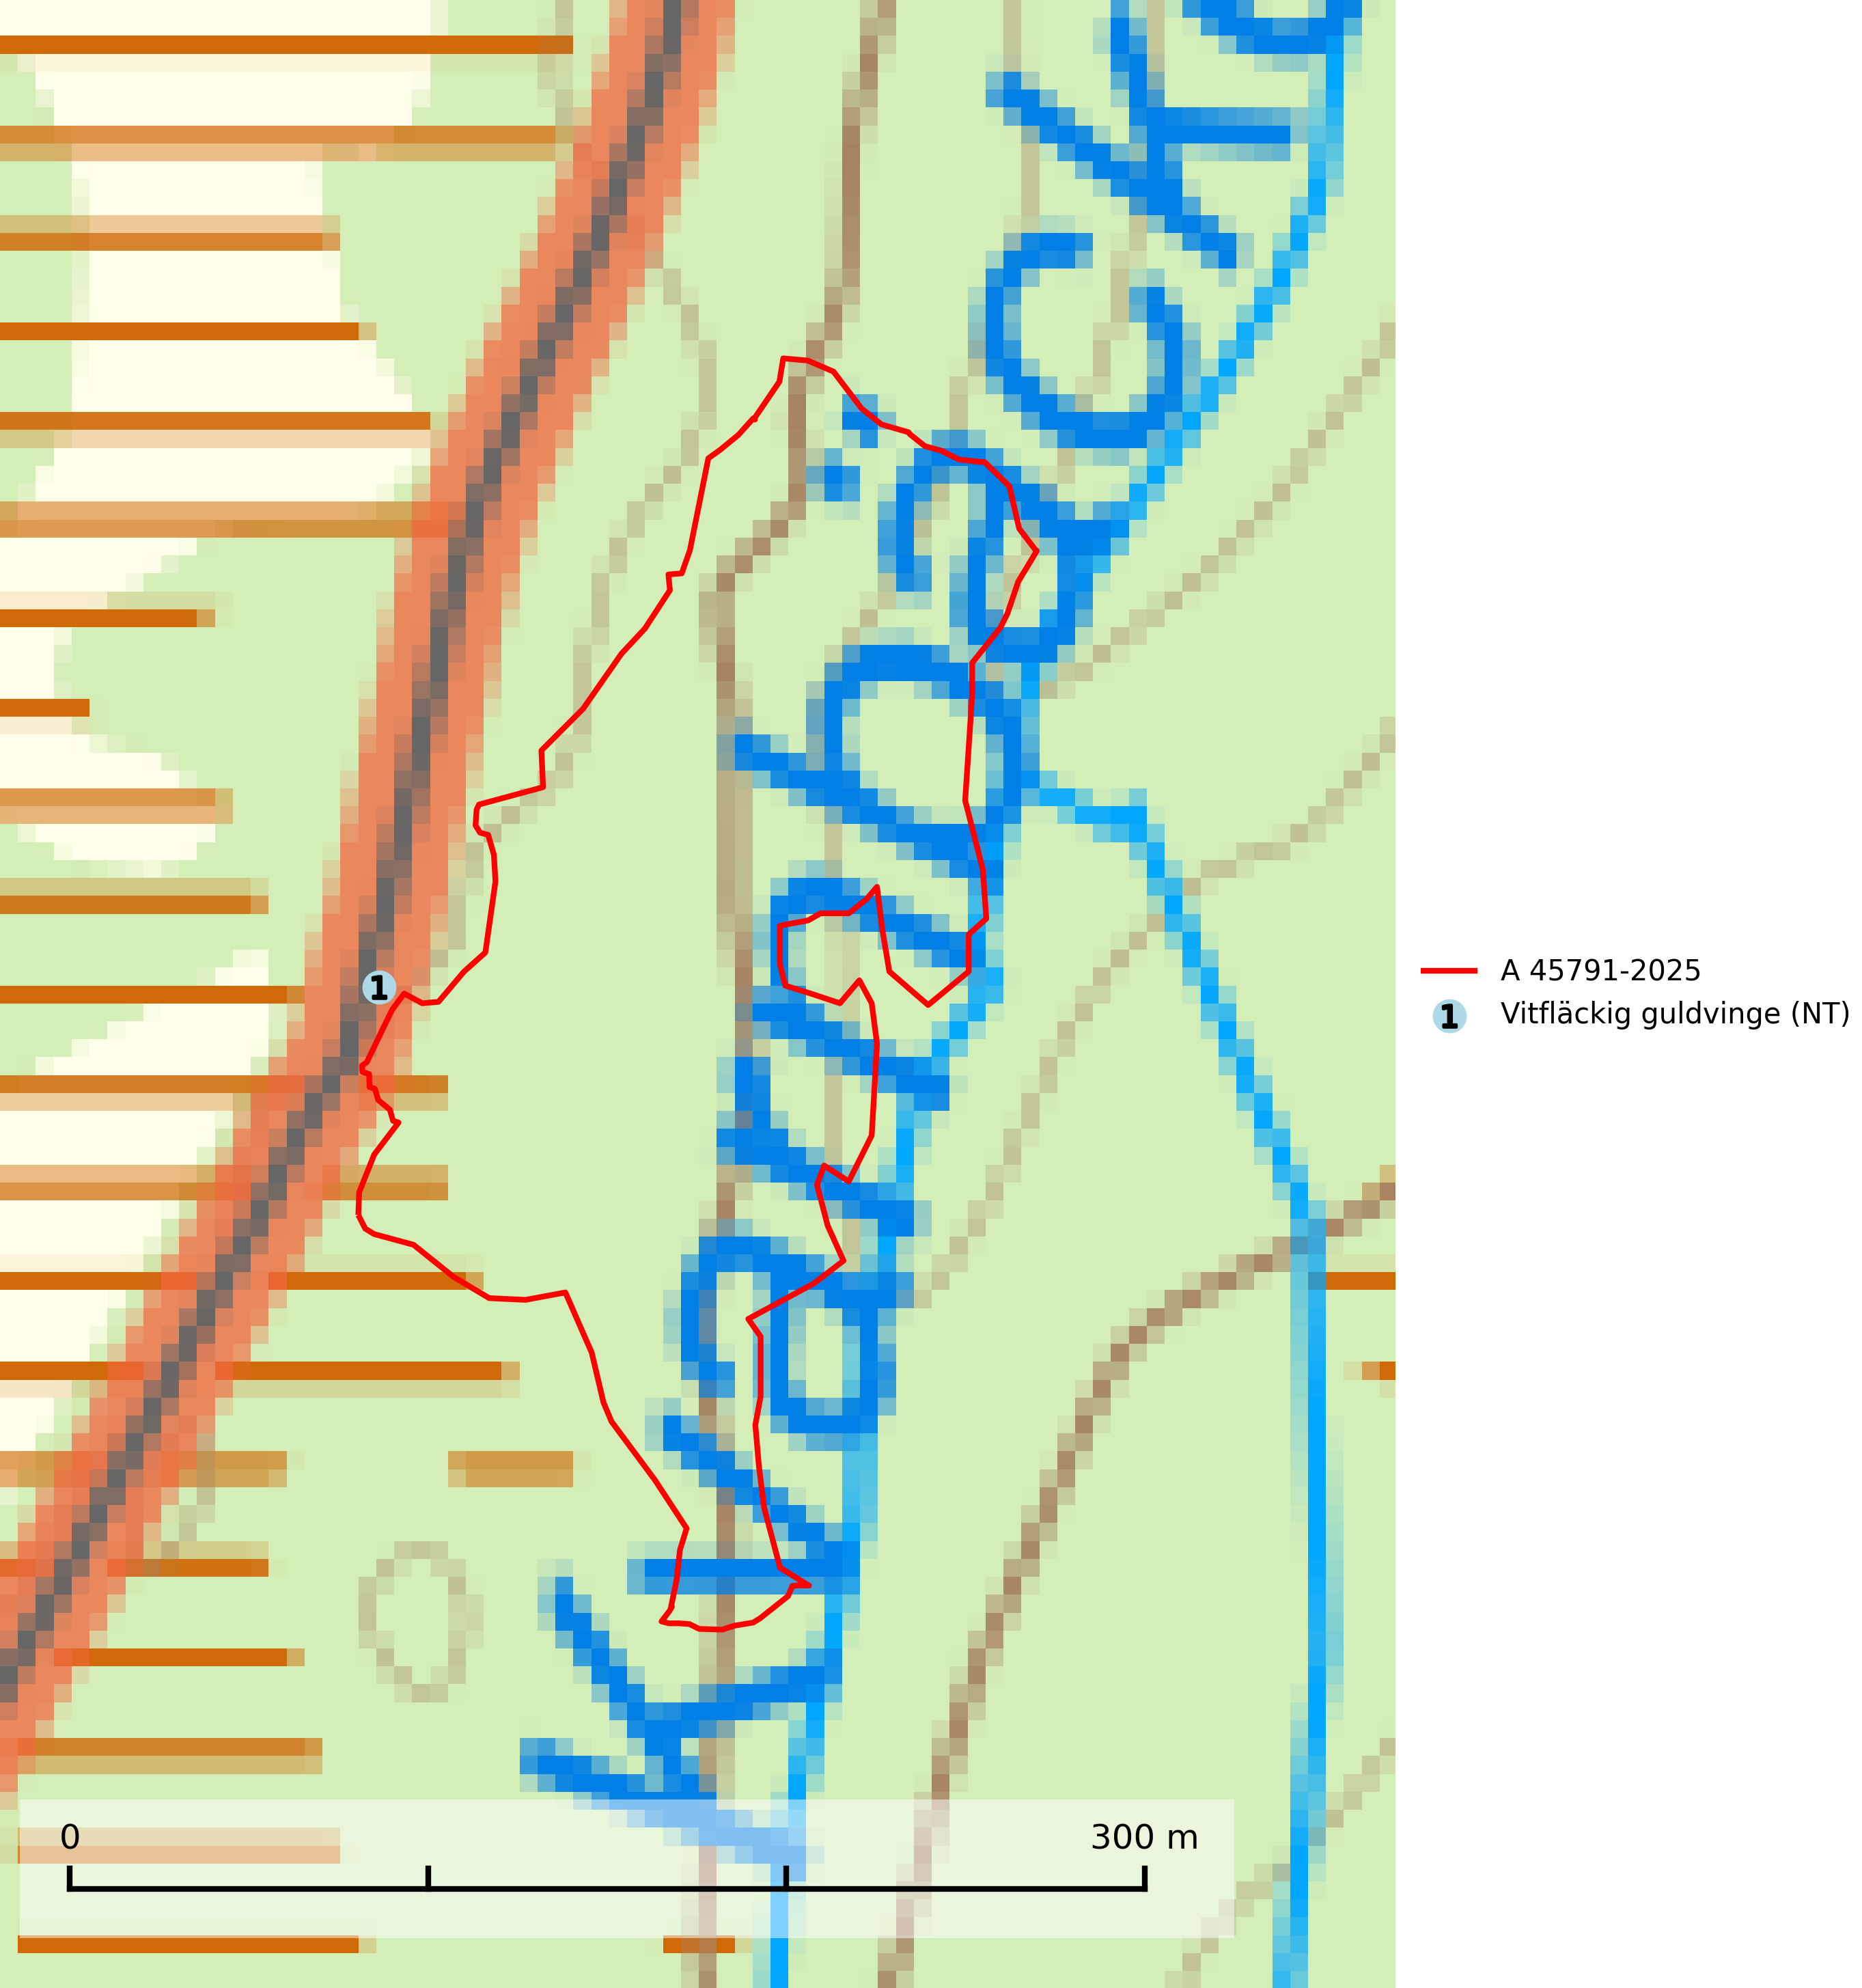 1
A 45791-2025
1 Vitfläckig guldvinge (NT)
0 300 m